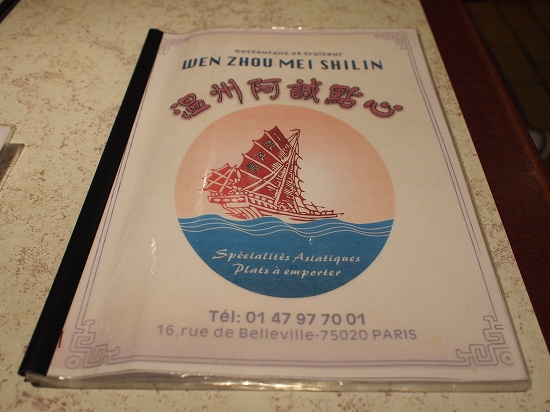 Restaurant et traiteur
WEN ZHOU MEI SHILIN
温州阿誠點心
Spécialités Asiatiques
Plats à emporter
Tél: 01 47 97 70 01
16, rue de Belleville-75020 PARIS